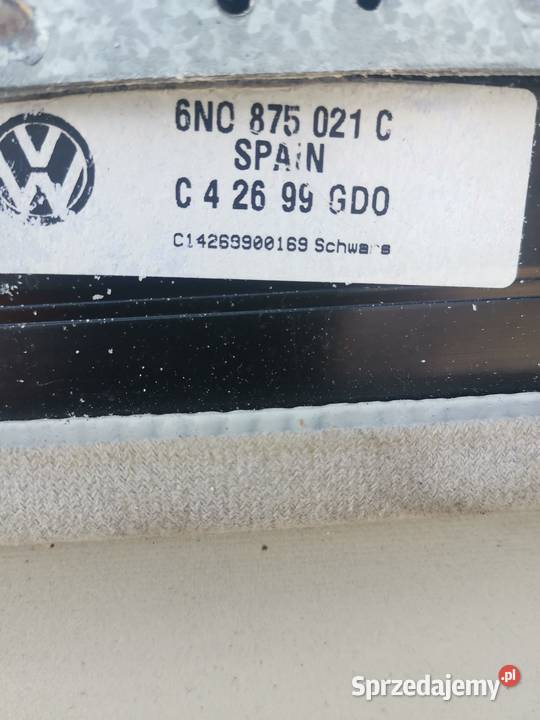 6N0 875 021 C
SPAIN
C 4 26 99 GDO
C14269900169 Schwarz
Sprzedajemy.pl